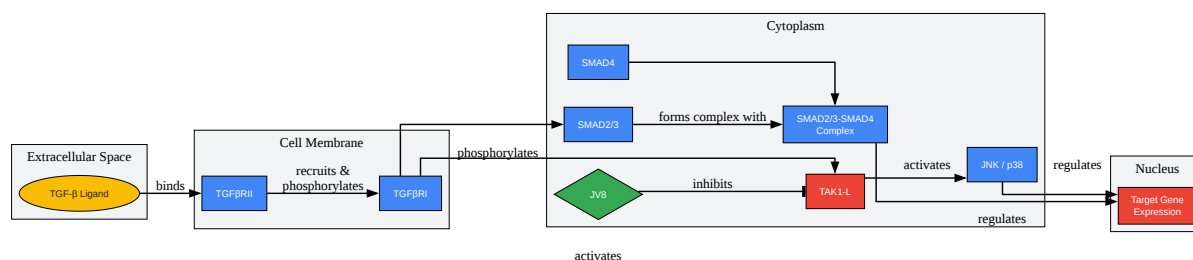 Extracellular Space
TGF-β Ligand
binds
Cell Membrane
TGFβRII
recruits &
phosphorylates
TGFβRI
phosphorylates
activates
Cytoplasm
SMAD4
SMAD2/3
forms complex with
SMAD2/3-SMAD4
Complex
JV8
inhibits
TAK1-L
activates
JNK / p38
regulates
regulates
Nucleus
Target Gene
Expression